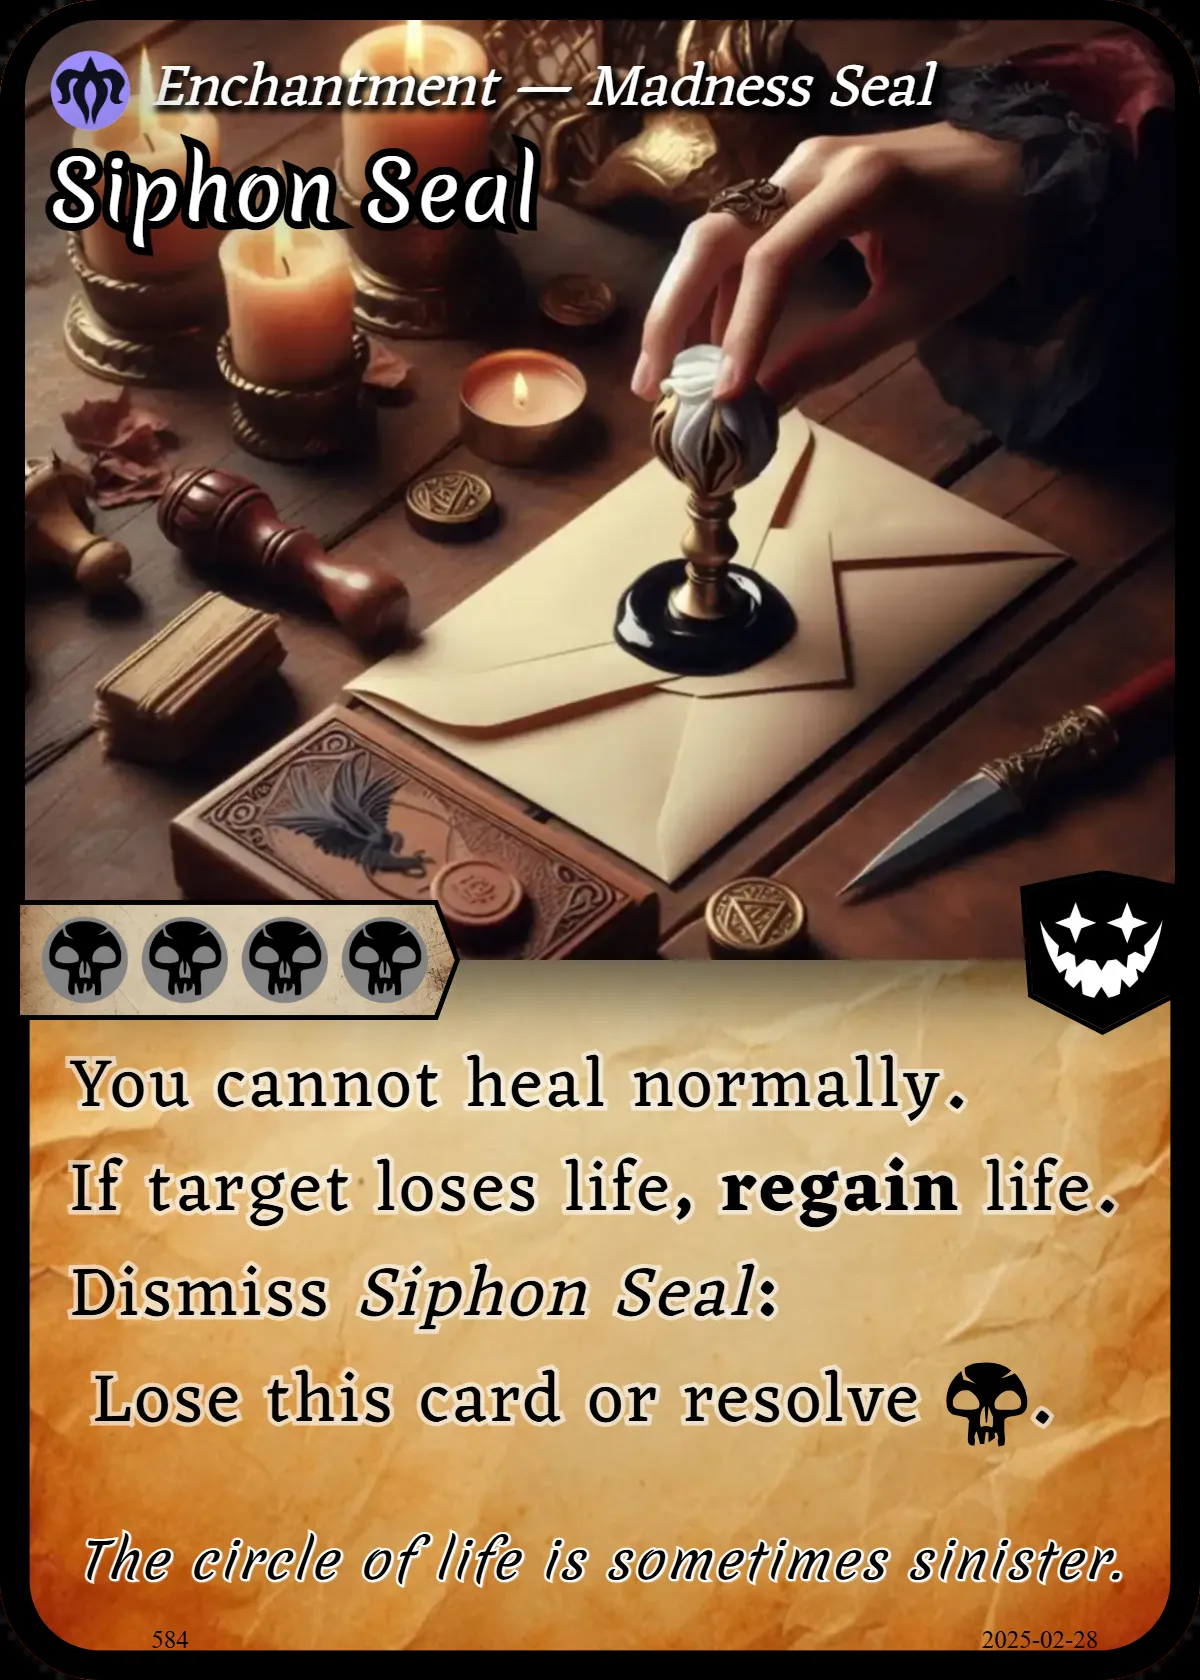 Enchantment — Madness Seal
Siphon Seal
You cannot heal normally.
If target loses life, regain life.
Dismiss Siphon Seal:
Lose this card or resolve .
The circle of life is sometimes sinister.
584
2025-02-28